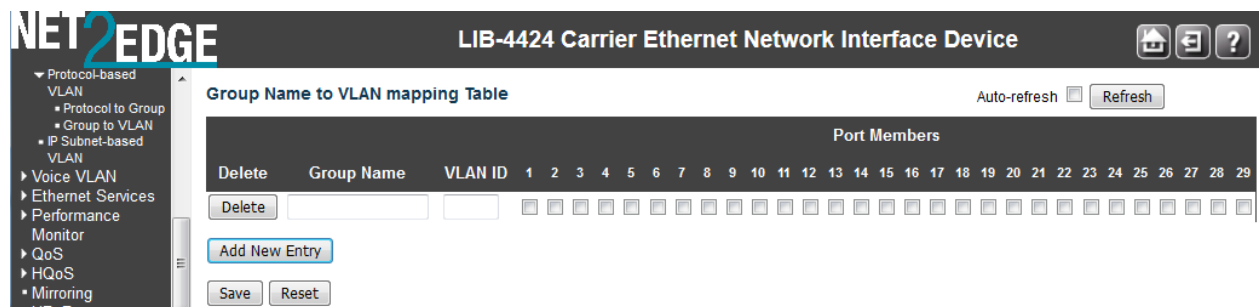 NET2EDGE
LIB-4424 Carrier Ethernet Network Interface Device
?
Protocol-based
VLAN
Protocol to Group
Group to VLAN
IP Subnet-based
VLAN
Voice VLAN
Ethernet Services
Performance
Monitor
QoS
HQoS
Mirroring
Group Name to VLAN mapping Table
Auto-refresh Refresh
Port Members
Delete Group Name VLAN ID 1 2 3 4 5 6 7 8 9 10 11 12 13 14 15 16 17 18 19 20 21 22 23 24 25 26 27 28 29
Delete
Add New Entry
Save Reset